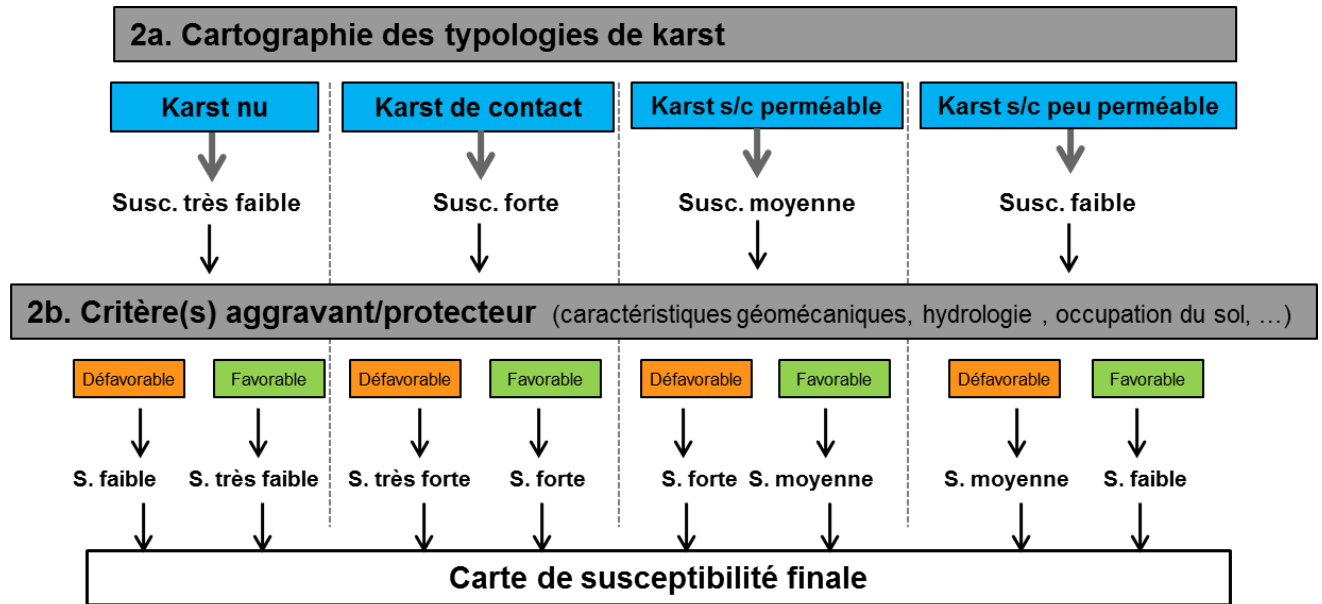 2a. Cartographie des typologies de karst
Karst nu
Karst de contact
Karst s/c perméable
Karst s/c peu perméable
Susc. très faible
Susc. forte
Susc. moyenne
Susc. faible
2b. Critère(s) aggravant/protecteur (caractéristiques géomécaniques, hydrologie , occupation du sol, ...)
Défavorable
Favorable
Défavorable
Favorable
Défavorable
Favorable
Défavorable
Favorable
S. faible
S. très faible
S. très forte
S. forte
S. forte
S. moyenne
S. moyenne
S. faible
Carte de susceptibilité finale